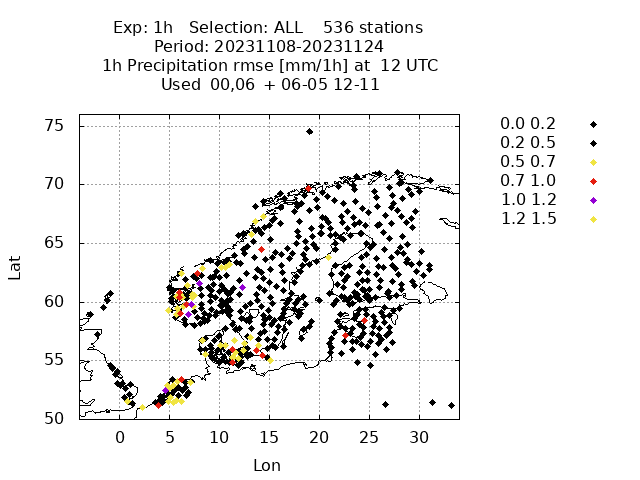 Exp: 1h   Selection: ALL    536 stations
Period: 20231108-20231124
1h Precipitation rmse [mm/1h] at  12 UTC
Used  00,06  + 06-05 12-11
75
70
65
60
55
50
Lat
0 5 10 15 20 25 30
Lon
0.0 0.2
0.2 0.5
0.5 0.7
0.7 1.0
1.0 1.2
1.2 1.5